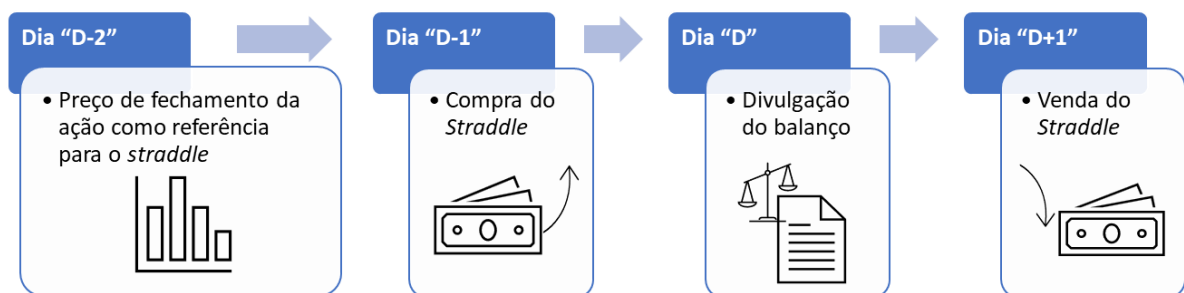 Dia “D-2”
• Preço de fechamento da
ação como referência
para o straddle
Dia “D-1”
• Compra do
Straddle
Dia “D”
• Divulgação
do balanço
Dia “D+1”
• Venda do
Straddle